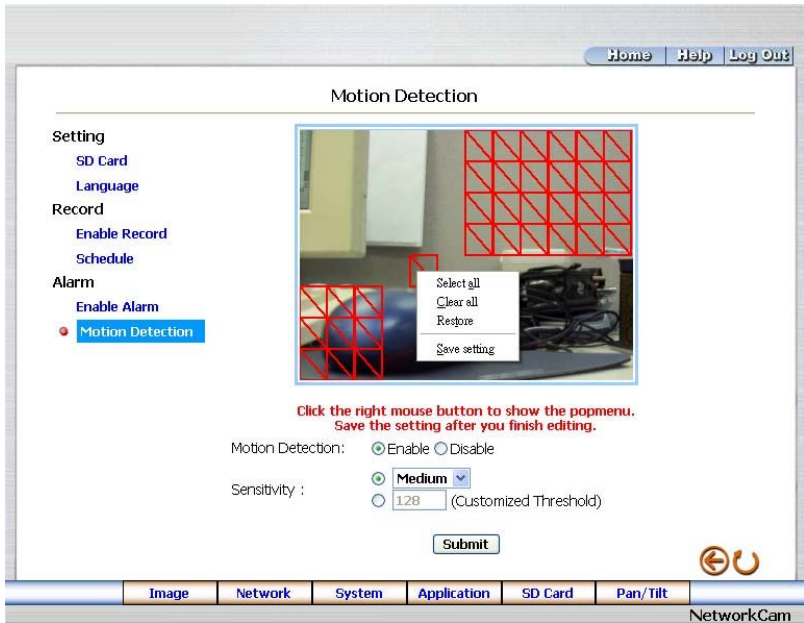 Home Help Log Out
Motion Detection
Setting
SD Card
Language
Record
Enable Record
Schedule
Alarm
Enable Alarm
Motion Detection
Select all
Clear all
Restore
Save setting
Click the right mouse button to show the popmenu.
Save the setting after you finish editing.
Motion Detection: Enable Disable
Sensitivity :
Medium
128 (Customized Threshold)
Submit
Image Network System Application SD Card Pan/Tilt
NetworkCam